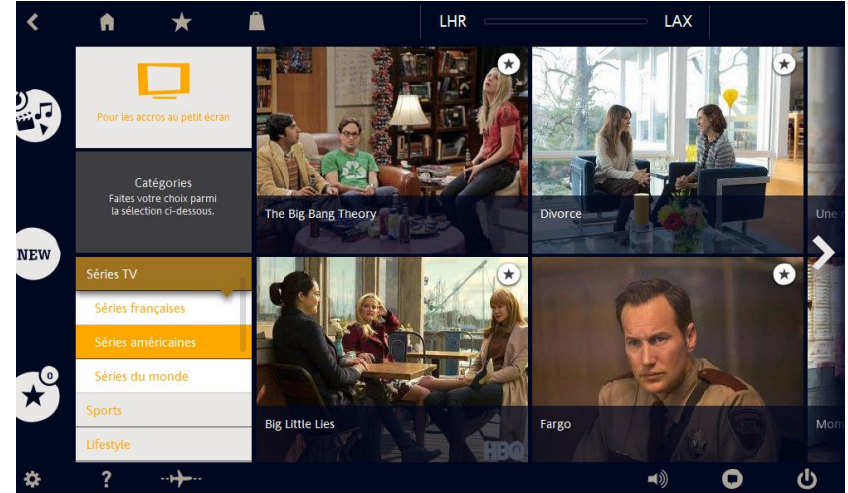 LHR LAX
Pour les accros au petit écran
Catégories
Faites votre choix parmi
la sélection ci-dessous.
NEW
Séries TV
Séries françaises
Séries américaines
Séries du monde
Sports
Lifestyle
0
The Big Bang Theory
Divorce
Une
Big Little Lies
HBO
Fargo
Mom
?